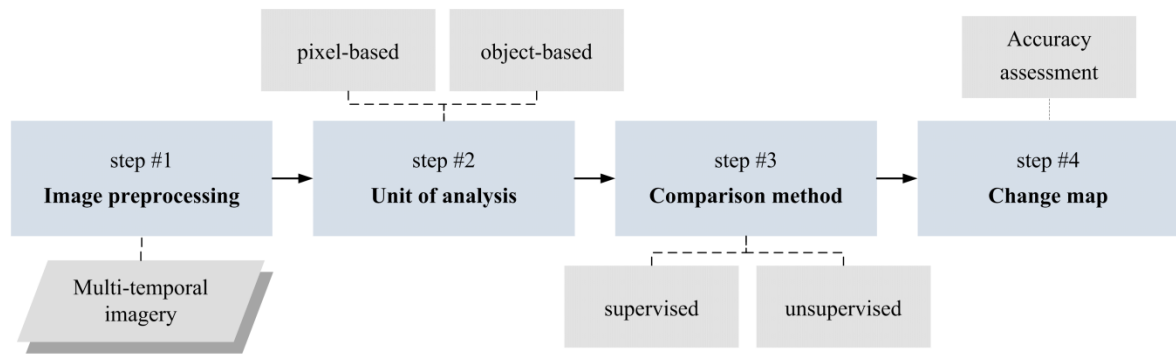 pixel-based
object-based
Accuracy
assessment
step #1
Image preprocessing
step #2
Unit of analysis
step #3
Comparison method
step #4
Change map
Multi-temporal
imagery
supervised
unsupervised